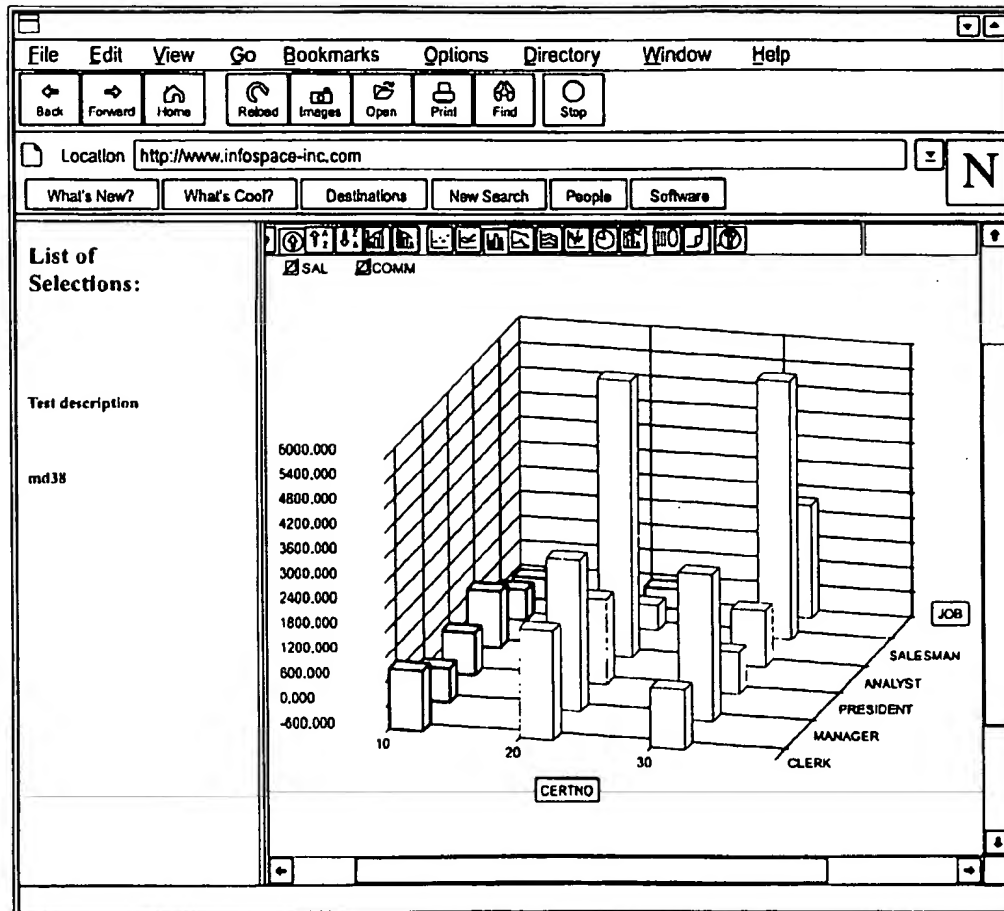 File Edit View Go Bookmarks Options Directory Window Help
Back Forward Home Reload Images Open Print Find Stop
Location http://www.infospace-inc.com
N
What's New? What's Cool? Destinations New Search People Software
List of
Selections:
SAL COMM
Test description
md38
6000.000
5400.000
4800.000
4200.000
3600.000
3000.000
2400.000
1800.000
1200.000
600.000
0.000
-600.000
10
20
30
JOB
SALESMAN
ANALYST
PRESIDENT
MANAGER
CLERK
CERTNO